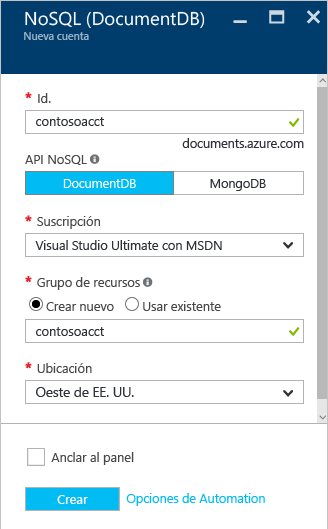 NoSQL (DocumentDB)
Nueva cuenta
* Id.
contosoacct
documents.azure.com
API NoSQL
DocumentDB MongoDB
* Suscripción
Visual Studio Ultimate con MSDN
* Grupo de recursos
Crear nuevo Usar existente
contosoacct
* Ubicación
Oeste de EE. UU.
Anclar al panel
Crear Opciones de Automation